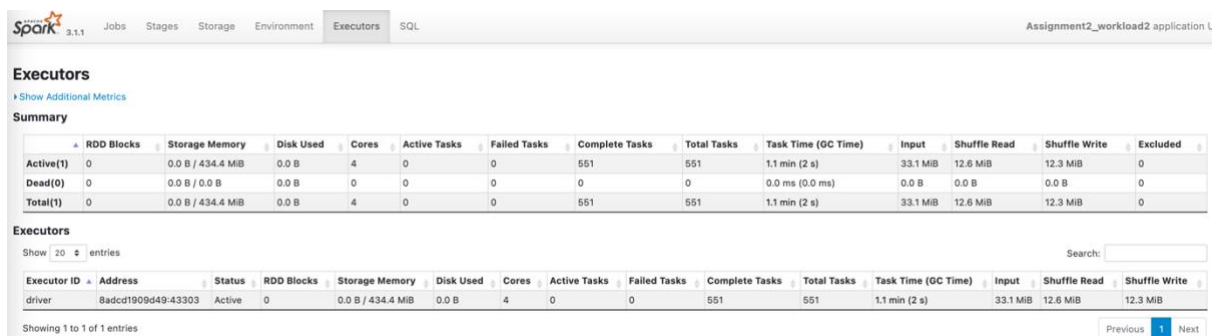 APACHE Spark 3.1.1 Jobs Stages Storage Environment Executors SQL Assignment2_workload2 application U
Executors
Show Additional Metrics
Summary
RDD Blocks Storage Memory Disk Used Cores Active Tasks Failed Tasks Complete Tasks Total Tasks Task Time (GC Time) Input Shuffle Read Shuffle Write Excluded
Active(1) 0 0.0 B / 434.4 MiB 0.0 B 4 0 0 551 551 1.1 min (2 s) 33.1 MiB 12.6 MiB 12.3 MiB 0
Dead(0) 0 0.0 B / 0.0 B 0.0 B 0 0 0 0 0 0.0 ms (0.0 ms) 0.0 B 0.0 B 0.0 B 0
Total(1) 0 0.0 B / 434.4 MiB 0.0 B 4 0 0 551 551 1.1 min (2 s) 33.1 MiB 12.6 MiB 12.3 MiB 0
Executors
Show 20 entries Search:
Executor ID Address Status RDD Blocks Storage Memory Disk Used Cores Active Tasks Failed Tasks Complete Tasks Total Tasks Task Time (GC Time) Input Shuffle Read Shuffle Write
driver 8adcd1909d49:43303 Active 0 0.0 B / 434.4 MiB 0.0 B 4 0 0 551 551 1.1 min (2 s) 33.1 MiB 12.6 MiB 12.3 MiB
Showing 1 to 1 of 1 entries Previous 1 Next